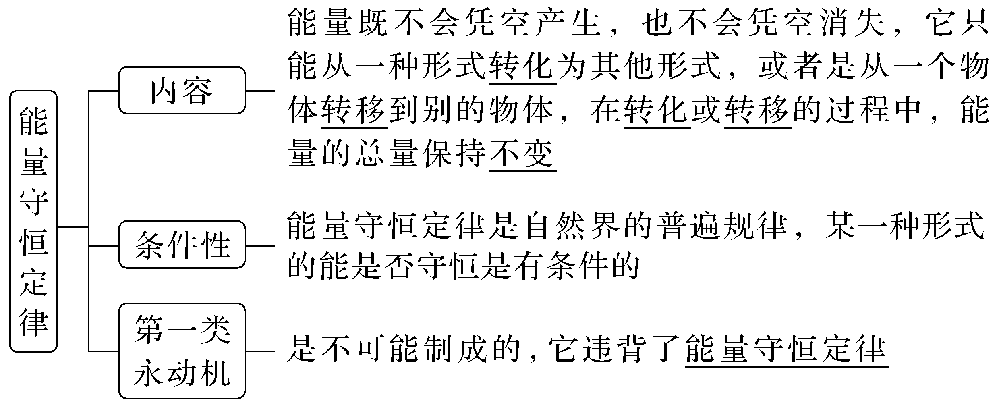 能量守恒定律
内容
能量既不会凭空产生，也不会凭空消失，它只
能从一种形式转化为其他形式，或者是从一个物
体转移到别的物体，在转化或转移的过程中，能
量的总量保持不变
条件性
能量守恒定律是自然界的普遍规律，某一种形式
的能是否守恒是有条件的
第一类
永动机
是不可能制成的，它违背了能量守恒定律